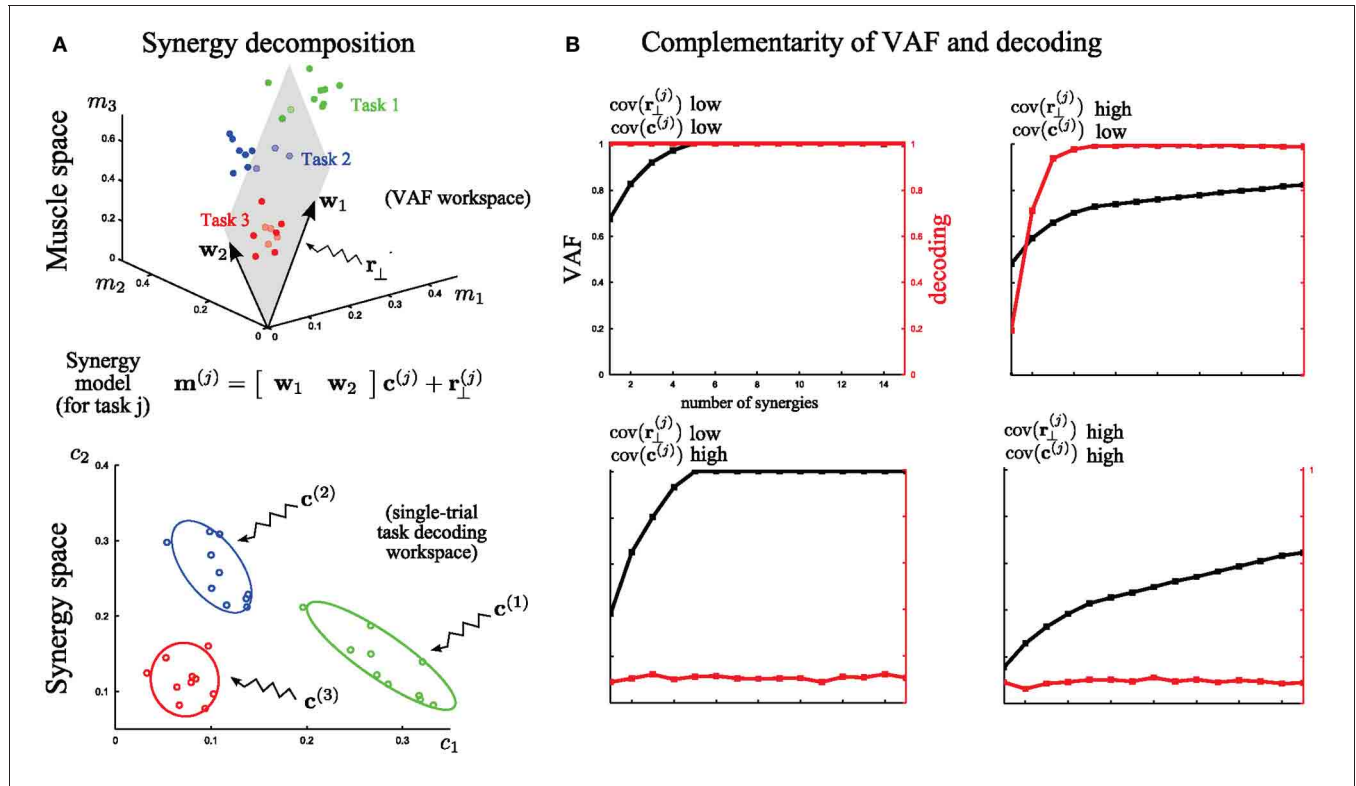 A Synergy decomposition
Muscle space
m3
0.6
0.4
0.2
0
m2
0.4
0.2
0
0
0.1
0.2
0.3
0.4
m1
Task 1
Task 2
Task 3
(VAF workspace)
w1
w2
r⊥
Synergy
model
(for task j)
m(j) = [ w1 w2 ] c(j) + r⊥(j)
Synergy space
c2
0.4
0.3
0.2
0.1
0
0.1
0.2
0.3
c1
c(2)
(single-trial
task decoding
workspace)
c(1)
c(3)
B Complementarity of VAF and decoding
cov(r⊥(j)) low
cov(c(j)) low
VAF
1
0.8
0.6
0.4
0.2
0
2 4 6 8 10 12 14
number of synergies
1
0.8
0.6
0.4
0.2
0
decoding
cov(r⊥(j)) high
cov(c(j)) low
cov(r⊥(j)) low
cov(c(j)) high
cov(r⊥(j)) high
cov(c(j)) high
1